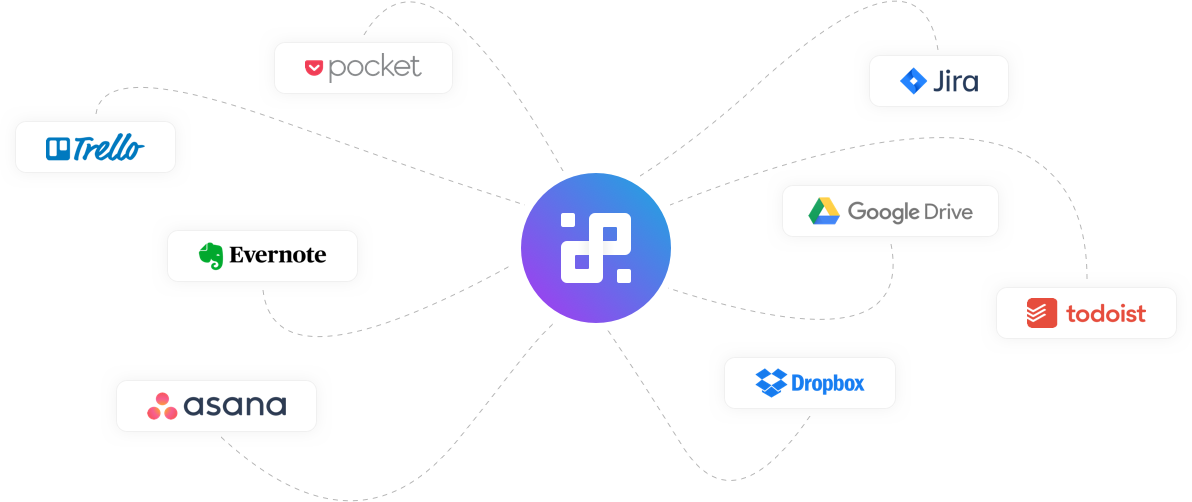 pocket
Jira
Trello
Google Drive
Evernote
todoist
Dropbox
asana